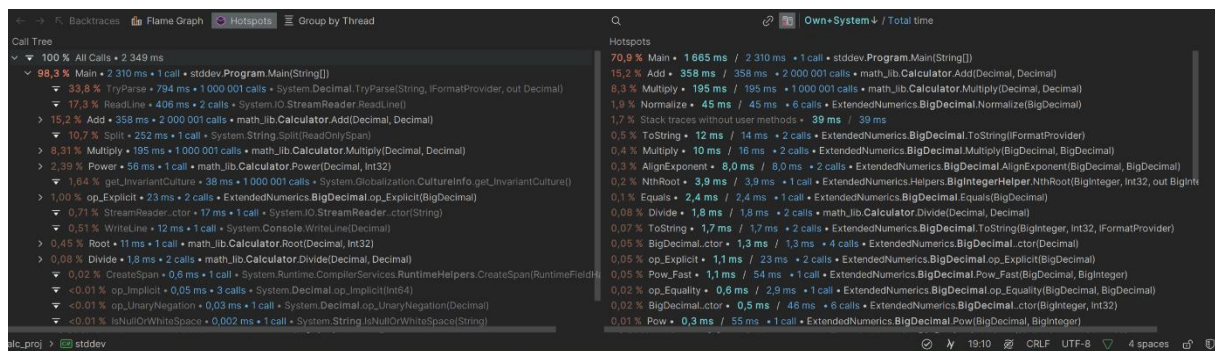 Backtraces Flame Graph Hotspots Group by Thread
Own+System↓ / Total time
Call Tree
100 % All Calls • 2 349 ms
98,3 % Main • 2 310 ms • 1 call • stddev.Program.Main(String[])
33,8 % TryParse • 794 ms • 1 000 001 calls • System.Decimal.TryParse(String, IFormatProvider, out Decimal)
17,3 % ReadLine • 406 ms • 2 calls • System.IO.StreamReader.ReadLine()
15,2 % Add • 358 ms • 2 000 001 calls • math_lib.Calculator.Add(Decimal, Decimal)
10,7 % Split • 252 ms • 1 call • System.String.Split(ReadOnlySpan)
8,31 % Multiply • 195 ms • 1 000 001 calls • math_lib.Calculator.Multiply(Decimal, Decimal)
2,39 % Power • 56 ms • 1 call • math_lib.Calculator.Power(Decimal, Int32)
1,64 % get_InvariantCulture • 38 ms • 1 000 001 calls • System.Globalization.CultureInfo.get_InvariantCulture()
1,00 % op_Explicit • 23 ms • 2 calls • ExtendedNumerics.BigDecimal.op_Explicit(BigDecimal)
0,71 % StreamReader..ctor • 17 ms • 1 call • System.IO.StreamReader..ctor(String)
0,51 % WriteLine • 12 ms • 1 call • System.Console.WriteLine(Decimal)
0,45 % Root • 11 ms • 1 call • math_lib.Calculator.Root(Decimal, Int32)
0,08 % Divide • 1,8 ms • 2 calls • math_lib.Calculator.Divide(Decimal, Decimal)
0,02 % CreateSpan • 0,6 ms • 1 call • System.Runtime.CompilerServices.RuntimeHelpers.CreateSpan(RuntimeFieldHa
<0.01 % op_Implicit • 0,05 ms • 3 calls • System.Decimal.op_Implicit(Int64)
<0.01 % op_UnaryNegation • 0,03 ms • 1 call • System.Decimal.op_UnaryNegation(Decimal)
<0.01 % IsNullOrWhiteSpace • 0,002 ms • 1 call • System.String.IsNullOrWhiteSpace(String)
Hotspots
70,9 % Main • 1 665 ms / 2 310 ms • 1 call • stddev.Program.Main(String[])
15,2 % Add • 358 ms / 358 ms • 2 000 001 calls • math_lib.Calculator.Add(Decimal, Decimal)
8,3 % Multiply • 195 ms / 195 ms • 1 000 001 calls • math_lib.Calculator.Multiply(Decimal, Decimal)
1,9 % Normalize • 45 ms / 45 ms • 6 calls • ExtendedNumerics.BigDecimal.Normalize(BigDecimal)
1,7 % Stack traces without user methods • 39 ms / 39 ms
0,5 % ToString • 12 ms / 14 ms • 2 calls • ExtendedNumerics.BigDecimal.ToString(IFormatProvider)
0,4 % Multiply • 10 ms / 16 ms • 2 calls • ExtendedNumerics.BigDecimal.Multiply(BigDecimal, BigDecimal)
0,3 % AlignExponent • 8,0 ms / 8,0 ms • 2 calls • ExtendedNumerics.BigDecimal.AlignExponent(BigDecimal, BigDecimal)
0,2 % NthRoot • 3,9 ms / 3,9 ms • 1 call • ExtendedNumerics.Helpers.BigIntegerHelper.NthRoot(BigInteger, Int32, out BigInte
0,1 % Equals • 2,4 ms / 2,4 ms • 1 call • ExtendedNumerics.BigDecimal.Equals(BigDecimal)
0,08 % Divide • 1,8 ms / 1,8 ms • 2 calls • math_lib.Calculator.Divide(Decimal, Decimal)
0,07 % ToString • 1,7 ms / 1,7 ms • 2 calls • ExtendedNumerics.BigDecimal.ToString(BigInteger, Int32, IFormatProvider)
0,05 % BigDecimal..ctor • 1,3 ms / 1,3 ms • 4 calls • ExtendedNumerics.BigDecimal..ctor(Decimal)
0,05 % op_Explicit • 1,1 ms / 23 ms • 2 calls • ExtendedNumerics.BigDecimal.op_Explicit(BigDecimal)
0,05 % Pow_Fast • 1,1 ms / 54 ms • 1 call • ExtendedNumerics.BigDecimal.Pow_Fast(BigDecimal, BigInteger)
0,02 % op_Equality • 0,6 ms / 2,9 ms • 1 call • ExtendedNumerics.BigDecimal.op_Equality(BigDecimal, BigDecimal)
0,02 % BigDecimal..ctor • 0,5 ms / 46 ms • 6 calls • ExtendedNumerics.BigDecimal..ctor(BigInteger, Int32)
0,01 % Pow • 0,3 ms / 55 ms • 1 call • ExtendedNumerics.BigDecimal.Pow(BigDecimal, BigInteger)
alc_proj > stddev
19:10 CRLF UTF-8 4 spaces